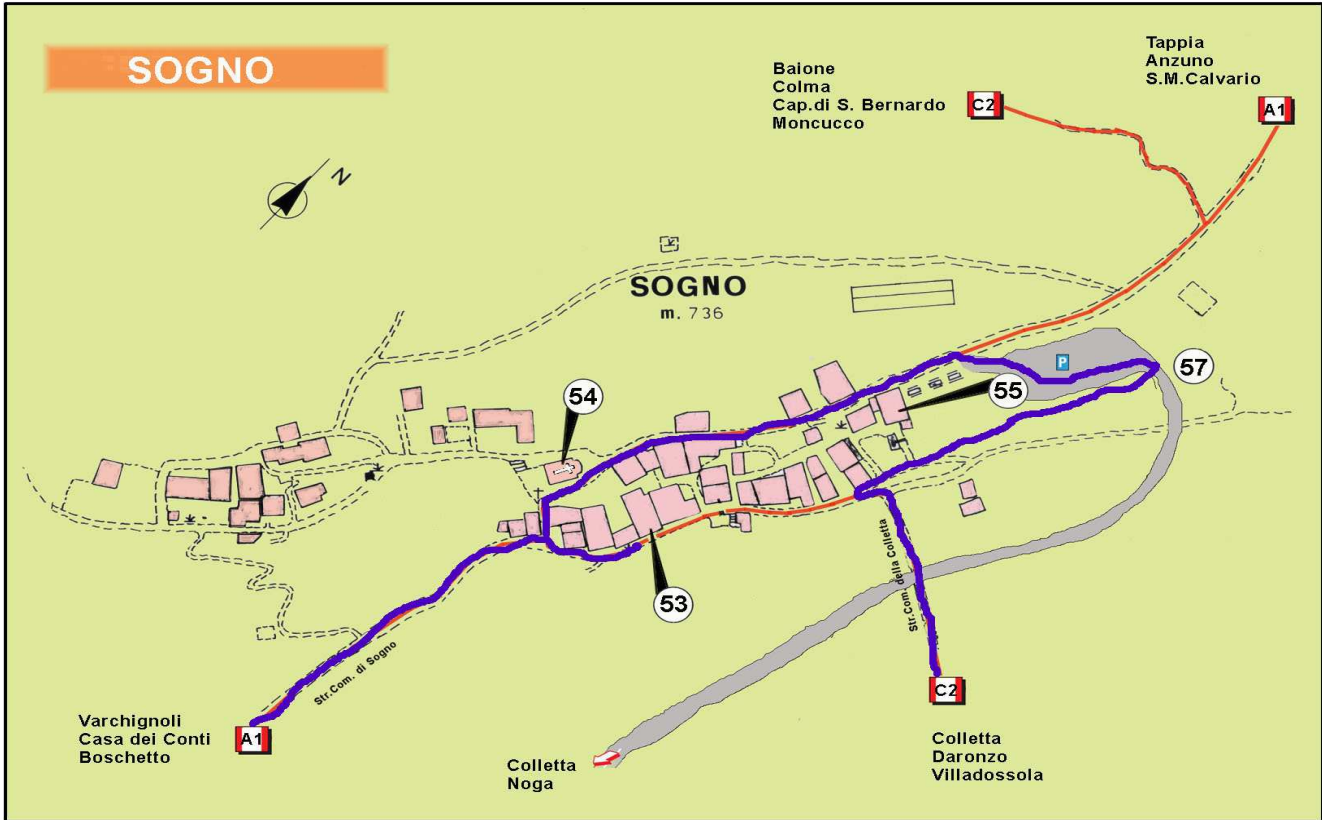 SOGNO
Baione
Colma
Cap.di S. Bernardo
Moncucco
C2
Tappia
Anzuno
S.M.Calvario
A1
N
SOGNO
m. 736
P
57
54
55
53
Str.Com. di Sogno
Str.Com. della Colletta
Varchignoli
Casa dei Conti
Boschetto
A1
Colletta
Noga
C2
Colletta
Daronzo
Villadossola